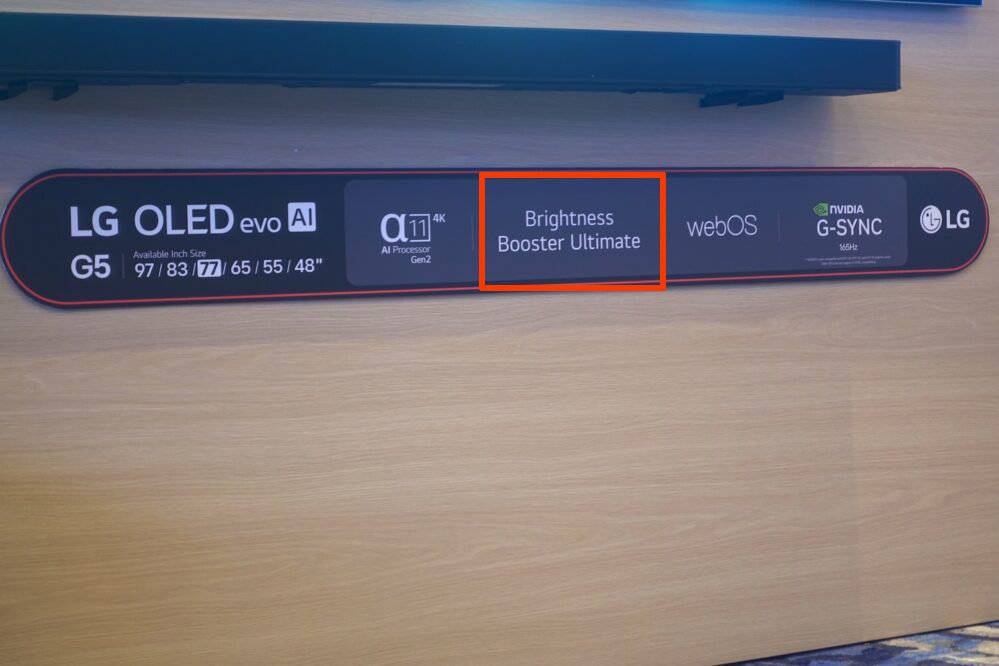 LG OLED evo AI
G5
Available Inch Size
97 / 83 / 77 / 65 / 55 / 48”
α11 4K
AI Processor
Gen2
Brightness
Booster Ultimate
webOS
NVIDIA
G-SYNC
165Hz
LG